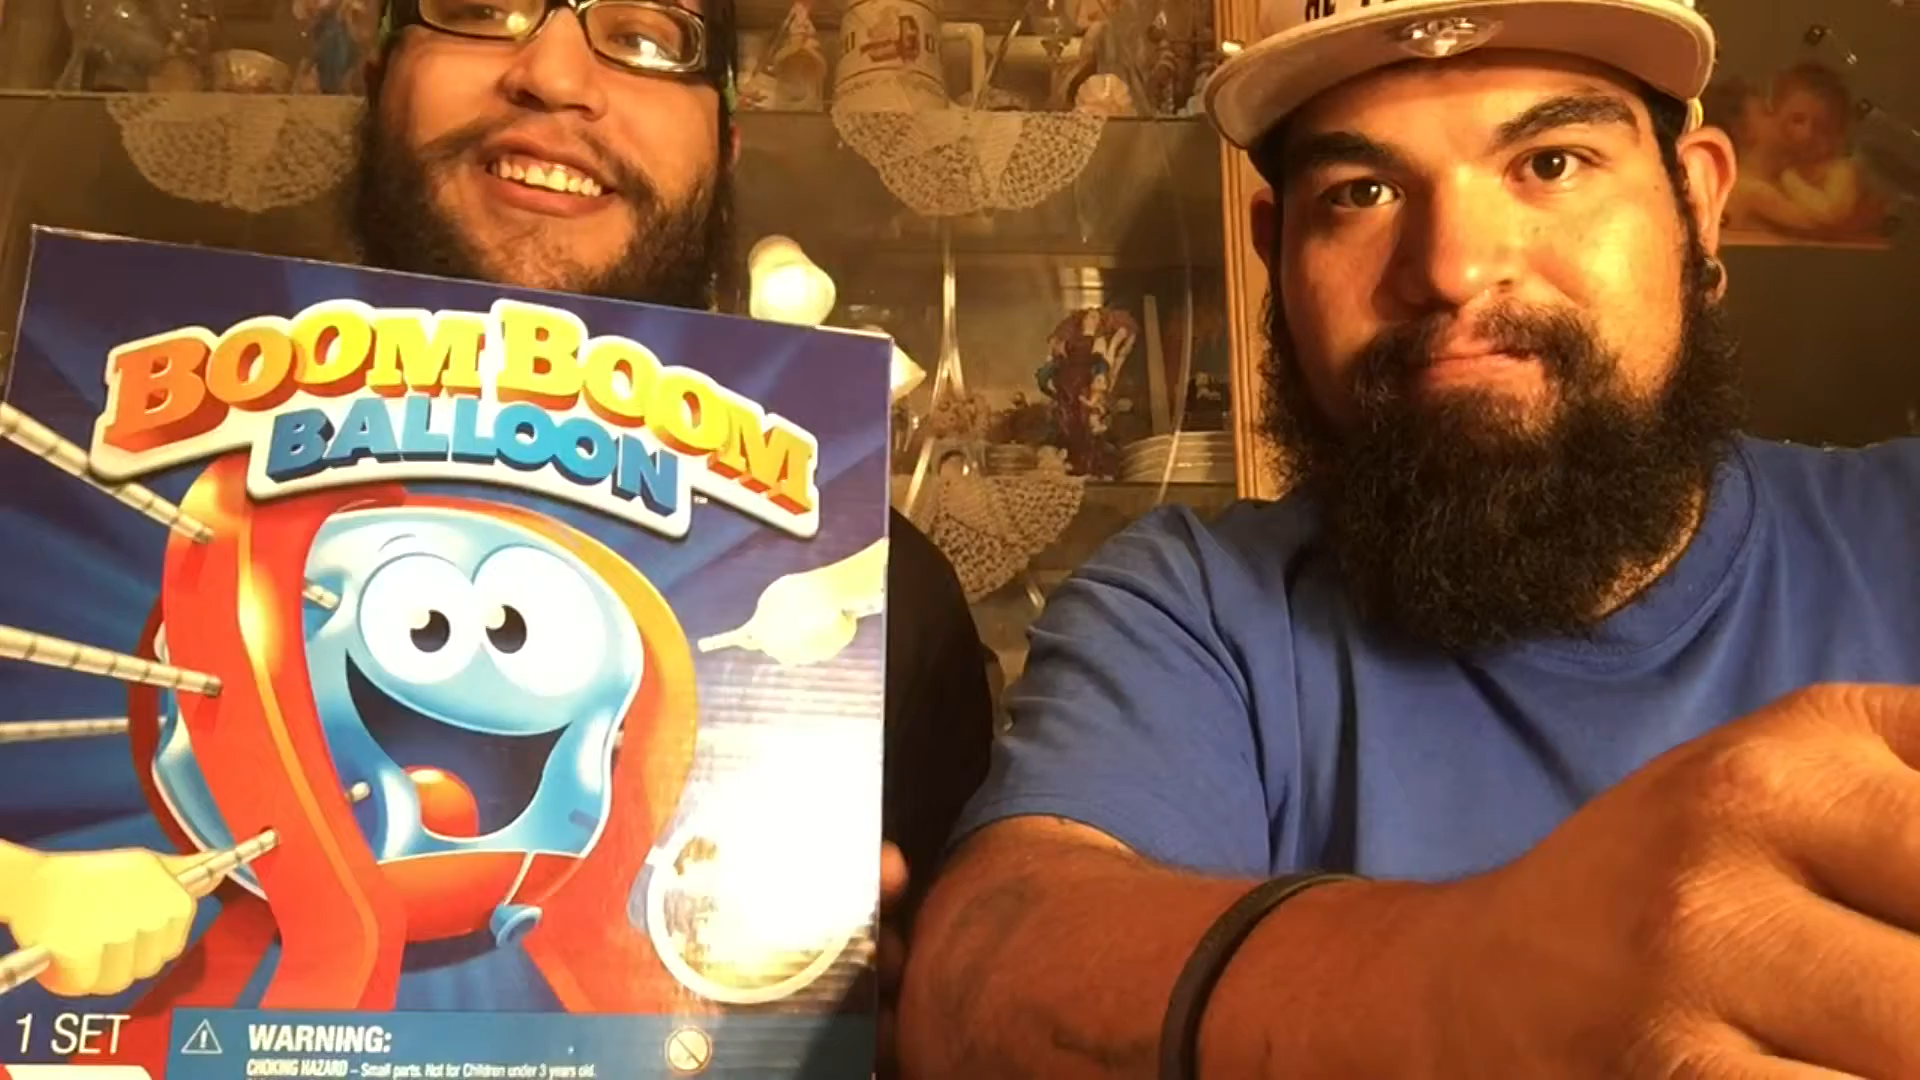 BOOM BOOM
BALLOON
1 SET
WARNING:
CHOKING HAZARD – Small parts. Not for Children under 3 years old.